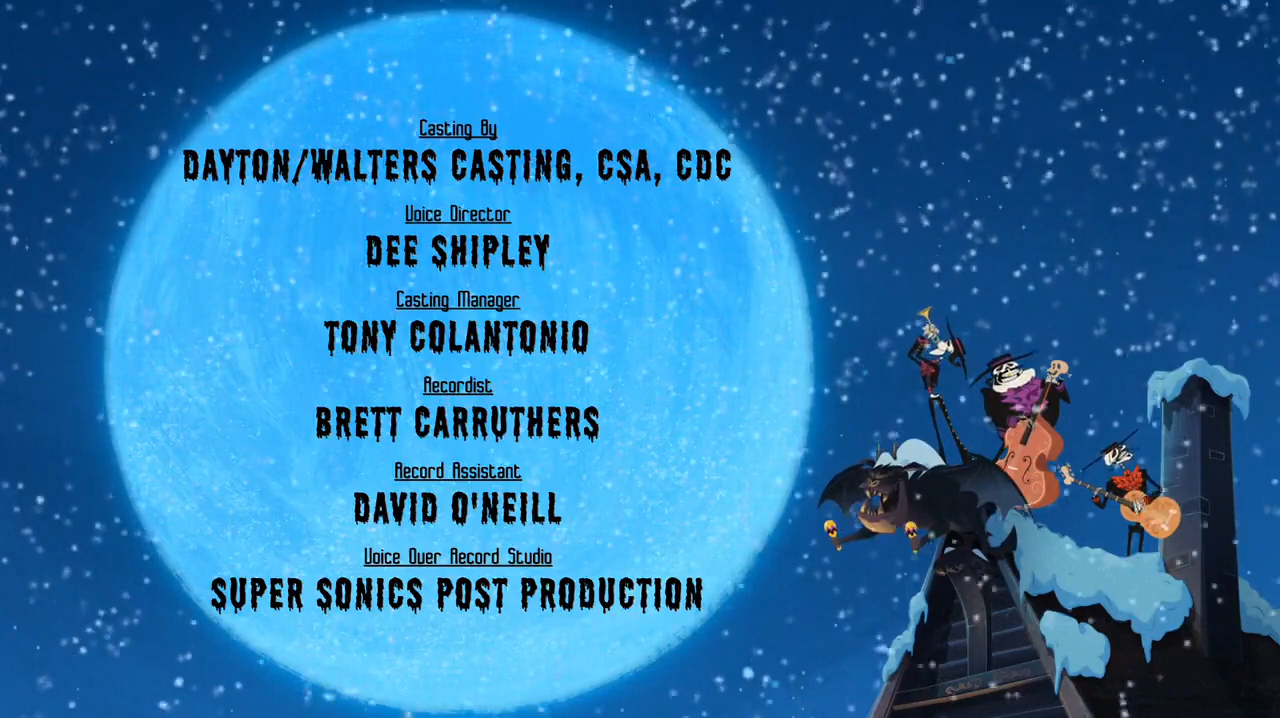 Casting By
DAYTON/WALTERS CASTING, CSA, CDC
Voice Director
DEE SHIPLEY
Casting Manager
TONY COLANTONIO
Recordist
BRETT CARRUTHERS
Record Assistant
DAVID O'NEILL
Voice Over Record Studio
SUPER SONICS POST PRODUCTION